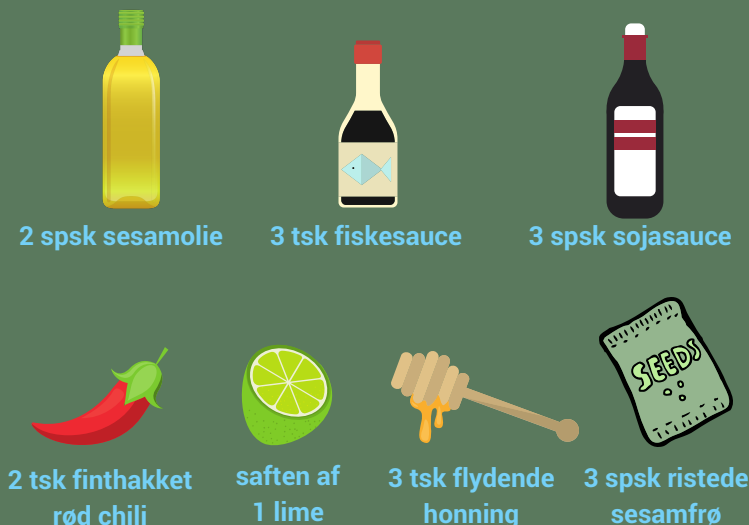 2 spsk sesamolie
3 tsk fiskesauce
3 spsk sojasauce
SEEDS
2 tsk finthakket
rød chili
saften af
1 lime
3 tsk flydende
honning
3 spsk ristede
sesamfrø